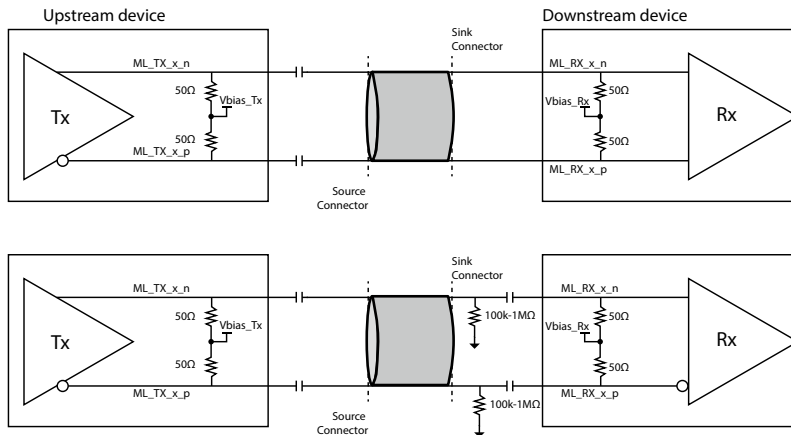 Upstream device
Downstream device
Sink
Connector
ML_TX_x_n
ML_RX_x_n
50Ω
Vbias_Tx
50Ω
Vbias_Rx
50Ω
50Ω
Tx
Rx
ML_TX_x_p
ML_RX_x_p
Source
Connector
Sink
Connector
ML_TX_x_n
ML_RX_x_n
50Ω
Vbias_Tx
100k-1MΩ
50Ω
Vbias_Rx
50Ω
50Ω
Tx
Rx
ML_TX_x_p
ML_RX_x_p
100k-1MΩ
Source
Connector